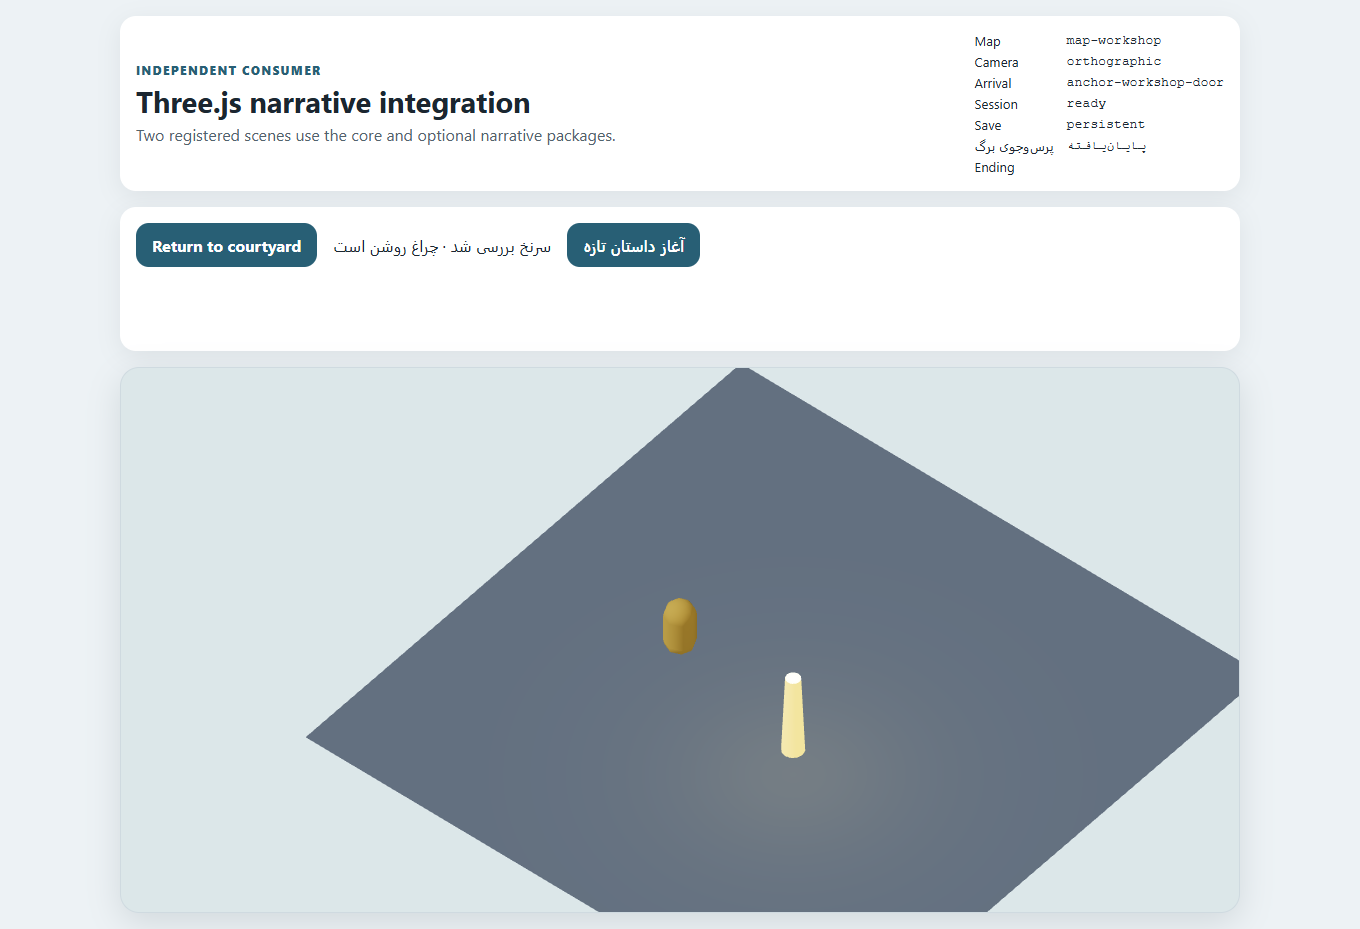 INDEPENDENT CONSUMER
Three.js narrative integration
Two registered scenes use the core and optional narrative packages.
Map map-workshop
Camera orthographic
Arrival anchor-workshop-door
Session ready
Save persistent
پرس‌وجوی برگ پایان‌یافته
Ending
Return to courtyard سرنخ بررسی شد · چراغ روشن است آغاز داستان تازه